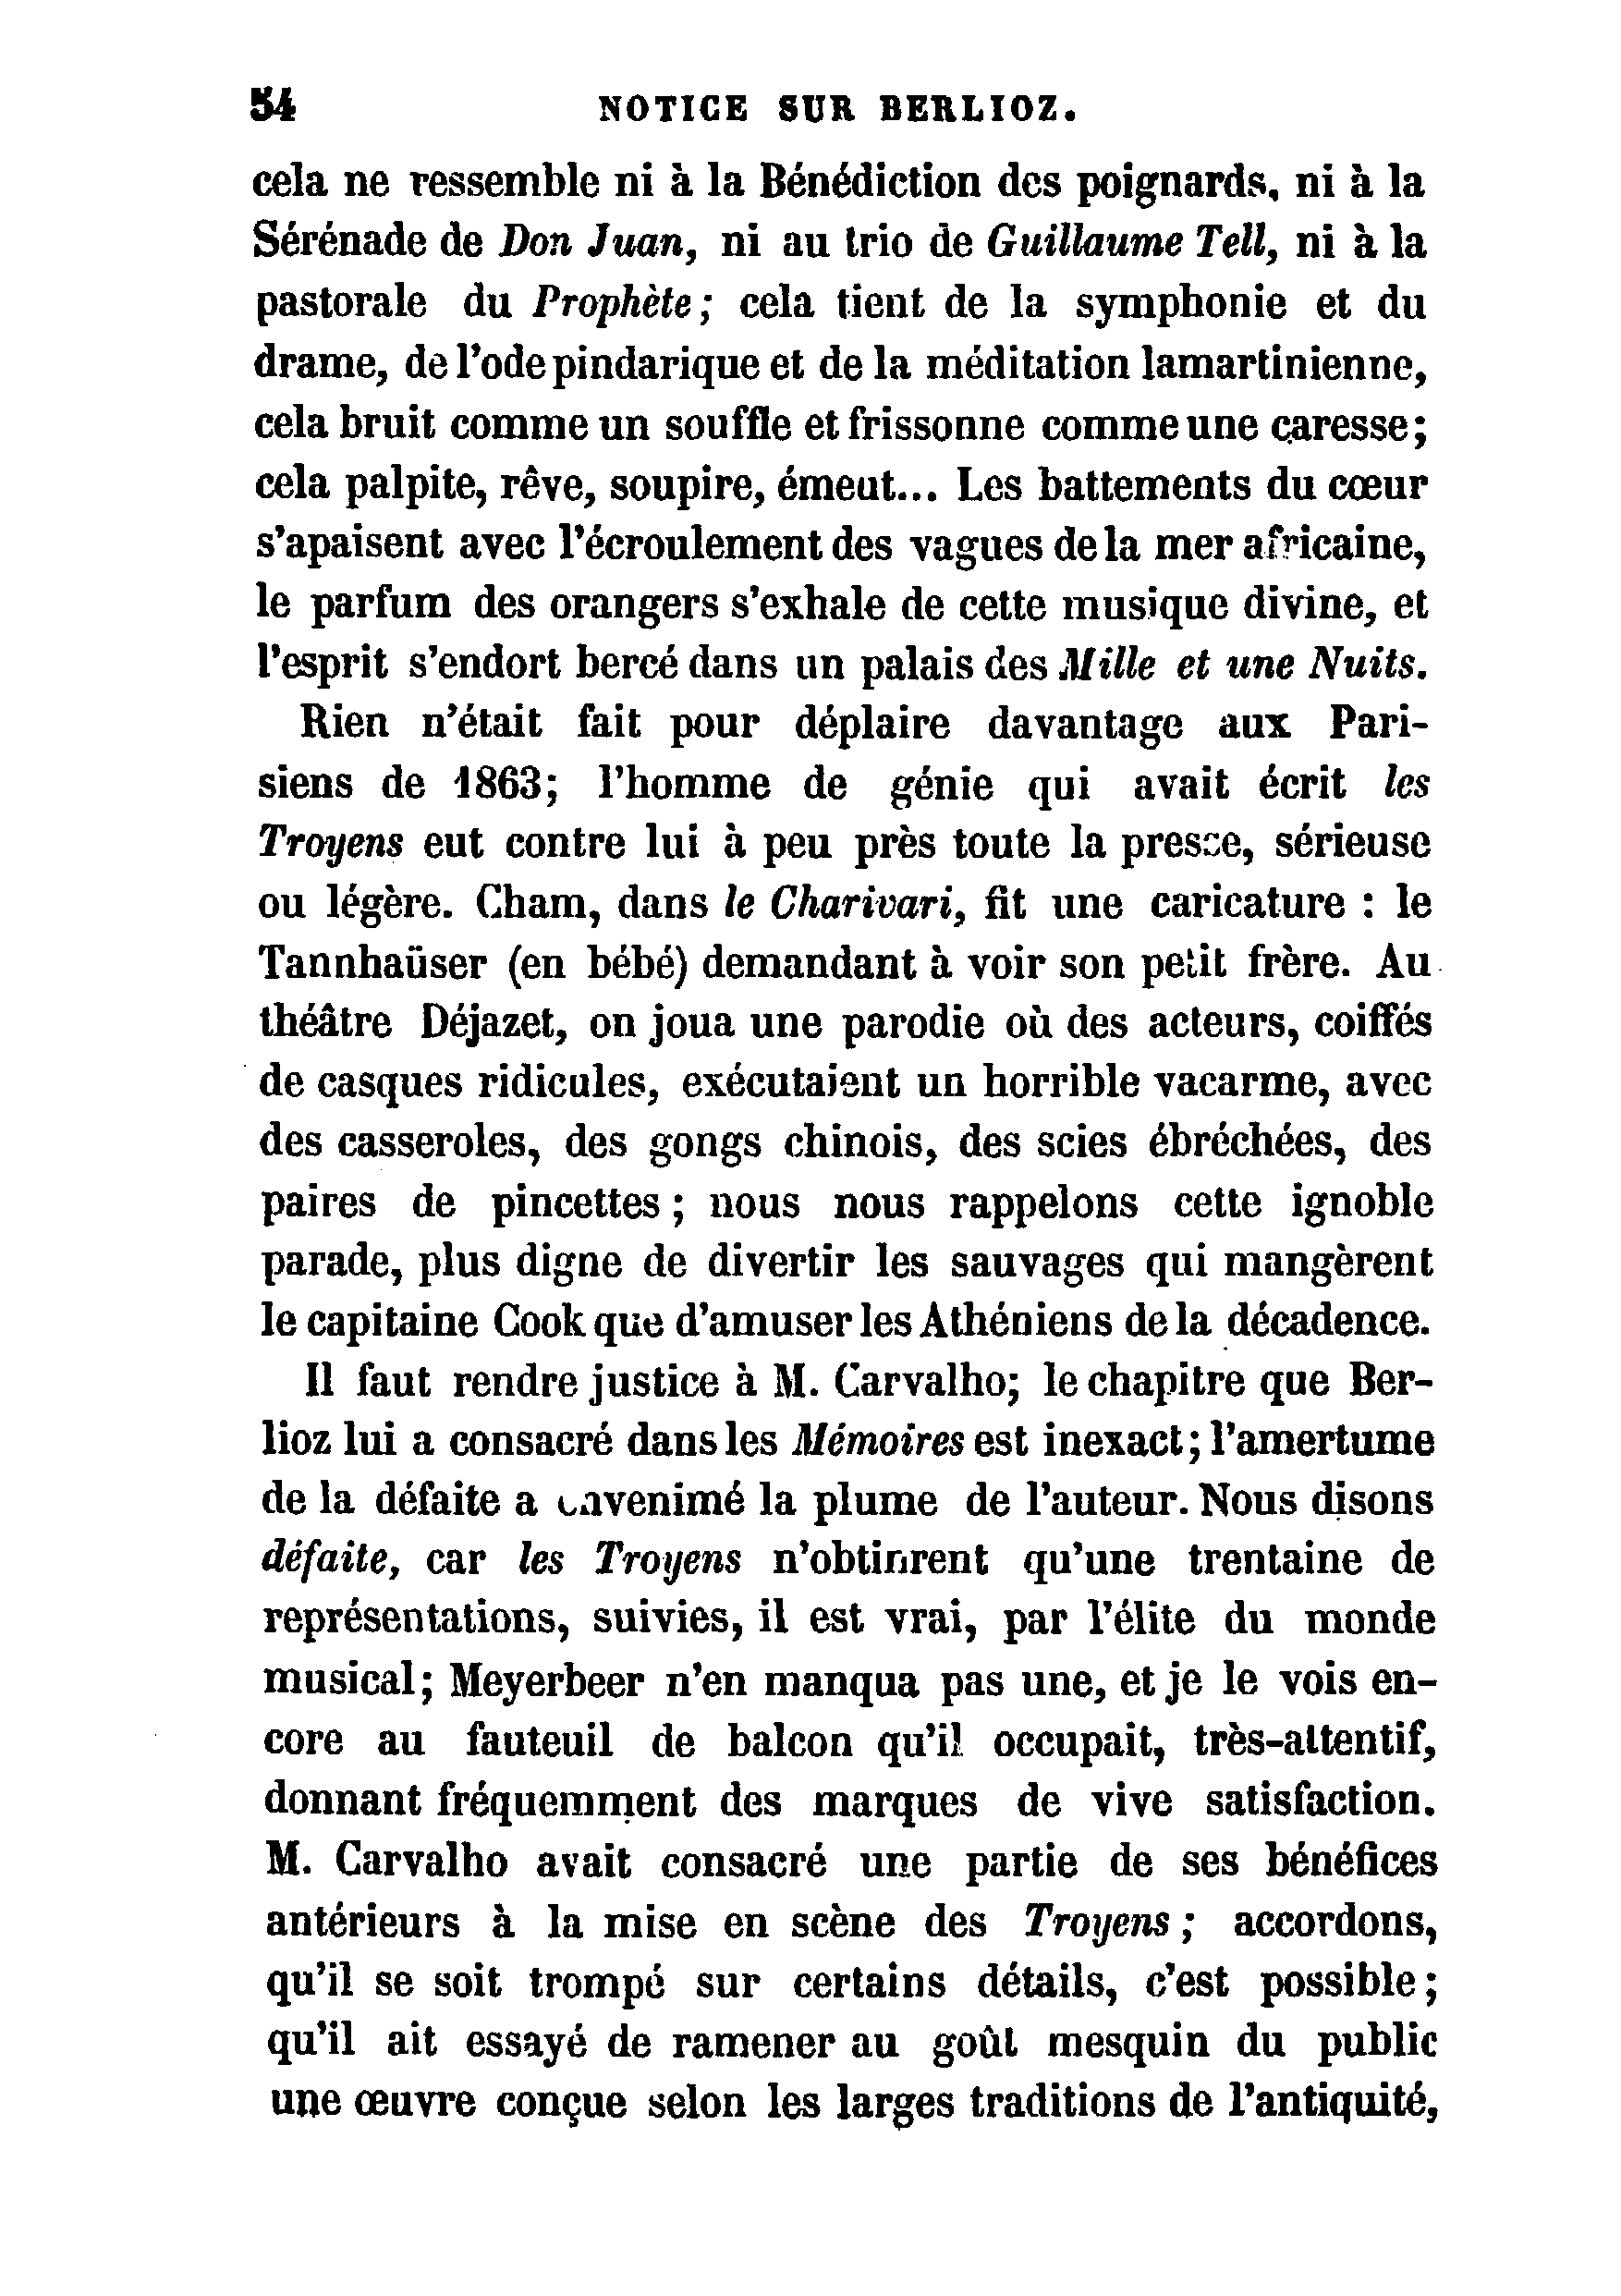 54 NOTICE SUR BERLIOZ.
cela ne ressemble ni à la Bénédiction des poignards, ni à la
Sérénade de Don Juan, ni au trio de Guillaume Tell, ni à la
pastorale du Prophète; cela tient de la symphonie et du
drame, de l'ode pindarique et de la méditation lamartinienne,
cela bruit comme un souffle et frissonne comme une caresse;
cela palpite, rêve, soupire, émeut... Les battements du cœur
s'apaisent avec l'écroulement des vagues de la mer africaine,
le parfum des orangers s'exhale de cette musique divine, et
l'esprit s'endort bercé dans un palais des Mille et une Nuits.
Rien n'était fait pour déplaire davantage aux Pari-
siens de 1863; l'homme de génie qui avait écrit les
Troyens eut contre lui à peu près toute la presse, sérieuse
ou légère. Cham, dans le Charivari, fit une caricature : le
Tannhaüser (en bébé) demandant à voir son petit frère. Au
théâtre Déjazet, on joua une parodie où des acteurs, coiffés
de casques ridicules, exécutaient un horrible vacarme, avec
des casseroles, des gongs chinois, des scies ébréchées, des
paires de pincettes; nous nous rappelons cette ignoble
parade, plus digne de divertir les sauvages qui mangèrent
le capitaine Cook que d'amuser les Athéniens de la décadence.
Il faut rendre justice à M. Carvalho; le chapitre que Ber-
lioz lui a consacré dans les Mémoires est inexact; l'amertume
de la défaite a envenimé la plume de l'auteur. Nous disons
défaite, car les Troyens n'obtinrent qu'une trentaine de
représentations, suivies, il est vrai, par l'élite du monde
musical; Meyerbeer n'en manqua pas une, et je le vois en-
core au fauteuil de balcon qu'il occupait, très-attentif,
donnant fréquemment des marques de vive satisfaction.
M. Carvalho avait consacré une partie de ses bénéfices
antérieurs à la mise en scène des Troyens; accordons,
qu'il se soit trompé sur certains détails, c'est possible;
qu'il ait essayé de ramener au goût mesquin du public
une œuvre conçue selon les larges traditions de l'antiquité,